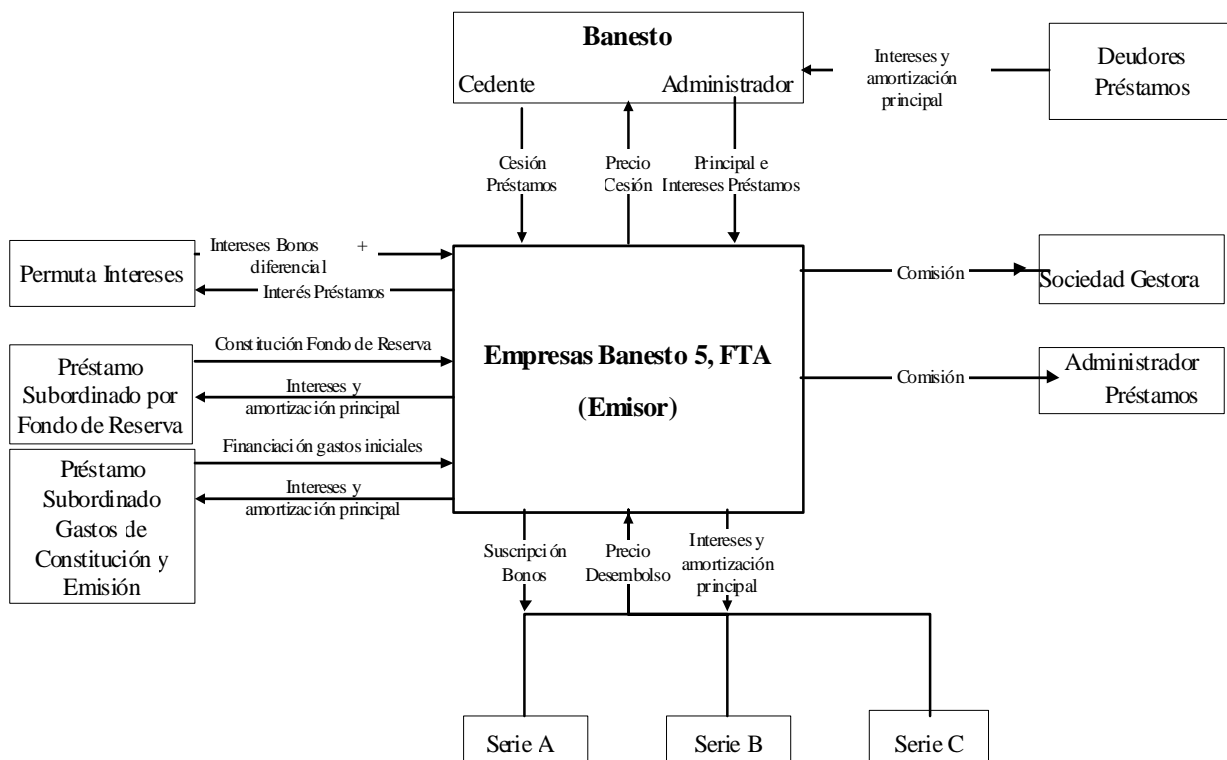 Banesto
Cedente
Administrador
Intereses y
amortización
principal
Deudores
Préstamos
Cesión
Préstamos
Precio
Cesión
Principal e
Intereses Préstamos
Permuta Intereses
Intereses Bonos +
diferencial
Interés Préstamos
Comisión
Sociedad Gestora
Préstamo
Subordinado por
Fondo de Reserva
Constitución Fondo de Reserva
Intereses y
amortización principal
Empresas Banesto 5, FTA
(Emisor)
Comisión
Administrador
Préstamos
Préstamo
Subordinado
Gastos de
Constitución y
Emisión
Financiación gastos iniciales
Intereses y
amortización principal
Suscripción
Bonos
Precio
Desembolso
Intereses y
amortización
principal
Serie A
Serie B
Serie C